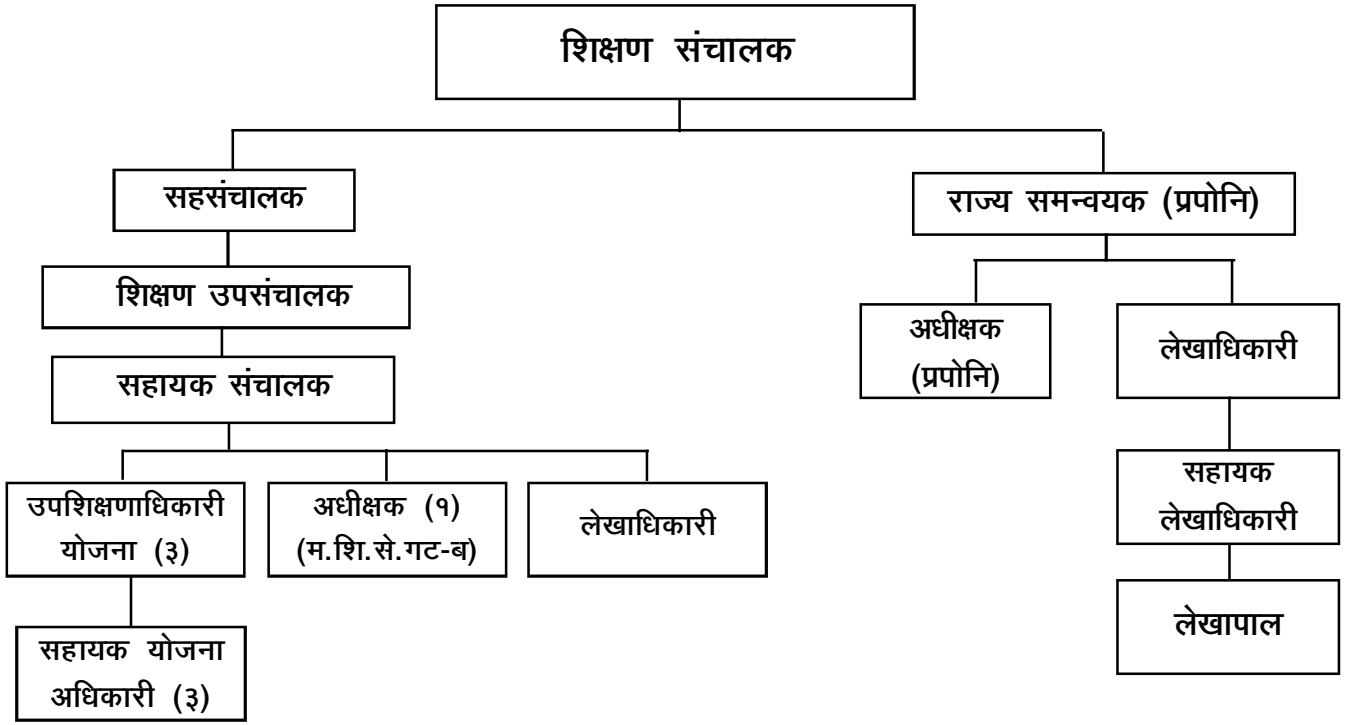 शिक्षण संचालक
सहसंचालक
राज्य समन्वयक (प्रपोनि)
शिक्षण उपसंचालक
अधीक्षक
(प्रपोनि)
लेखाधिकारी
सहायक संचालक
सहायक
लेखाधिकारी
उपशिक्षणाधिकारी
योजना (३)
अधीक्षक (१)
(म.शि.से.गट-ब)
लेखाधिकारी
लेखापाल
सहायक योजना
अधिकारी (३)